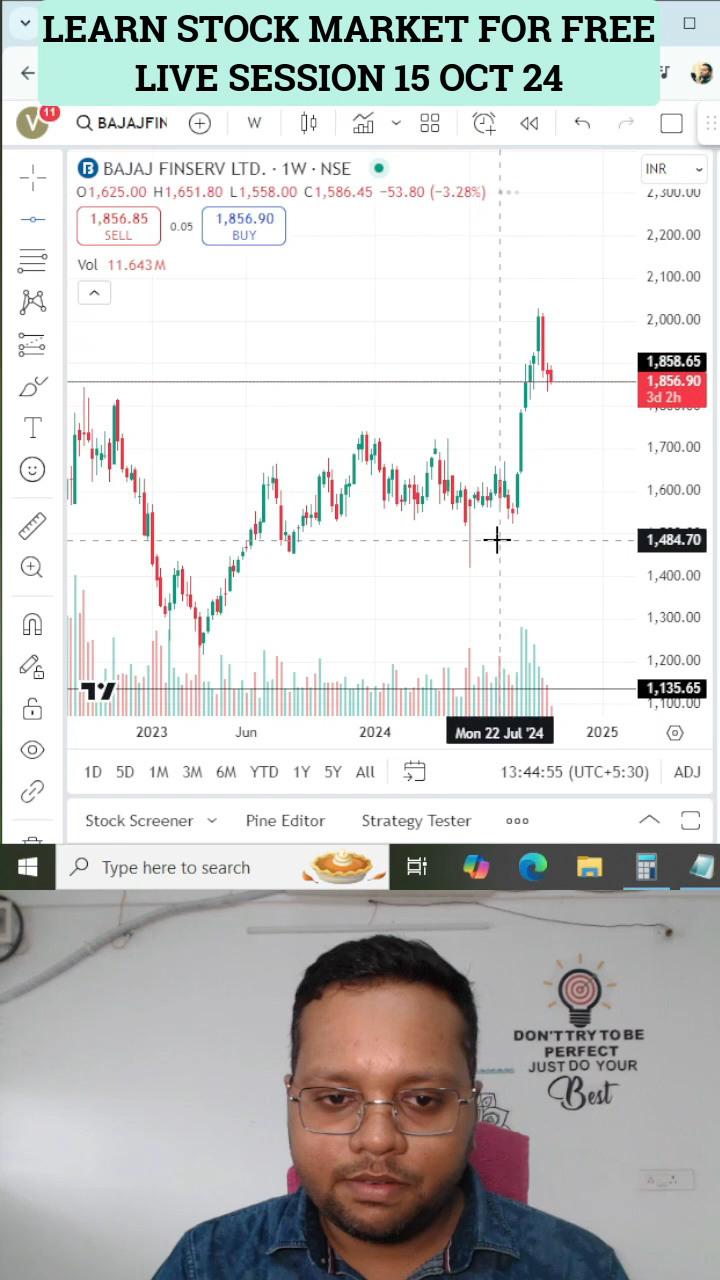 LEARN STOCK MARKET FOR FREE
LIVE SESSION 15 OCT 24
V 11 BAJAJFIN W
BAJAJ FINSERV LTD. · 1W · NSE INR
O1,625.00 H1,651.80 L1,558.00 C1,586.45 −53.80 (−3.28%)
2,300.00
1,856.85 SELL
0.05
1,856.90 BUY
2,200.00
Vol 11.643M
2,100.00
2,000.00
1,858.65
1,856.90
3d 2h
1,700.00
1,600.00
1,484.70
1,400.00
1,300.00
1,200.00
1,135.65
1,100.00
2023 Jun 2024 Mon 22 Jul '24 2025
1D 5D 1M 3M 6M YTD 1Y 5Y All 13:44:55 (UTC+5:30) ADJ
Stock Screener Pine Editor Strategy Tester
Type here to search
DON'T TRY TO BE
PERFECT
JUST DO YOUR
Best